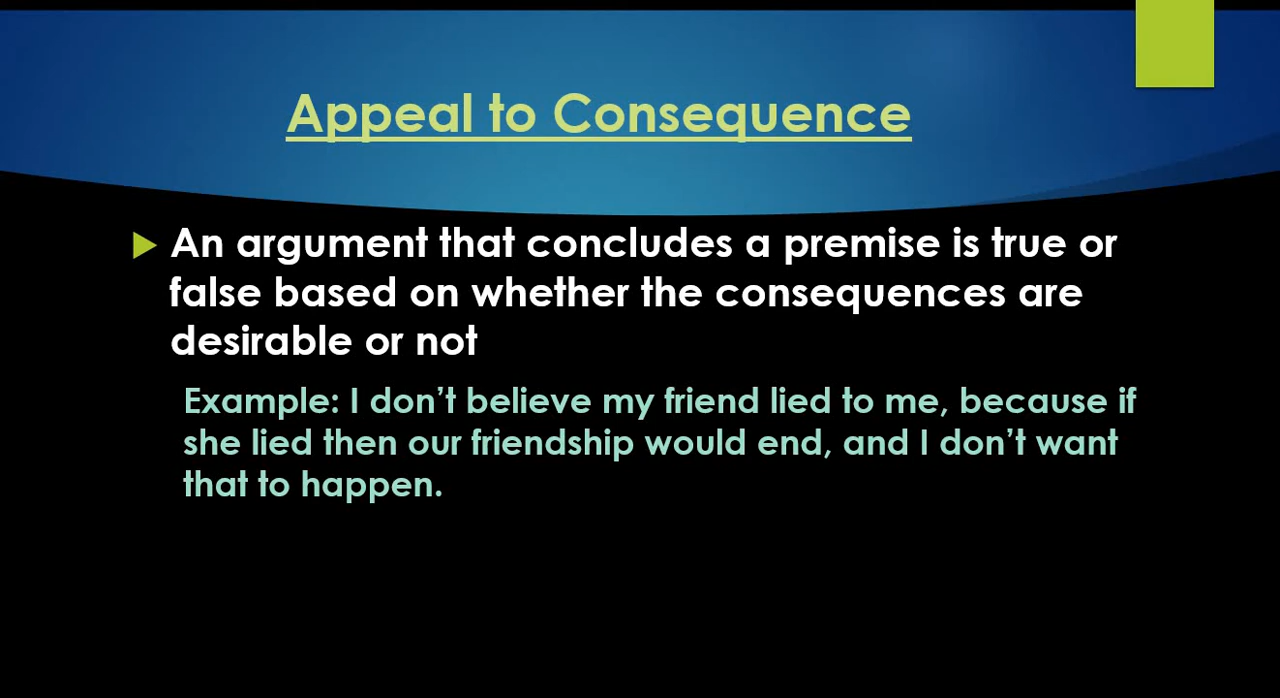 Appeal to Consequence
An argument that concludes a premise is true or
false based on whether the consequences are
desirable or not
Example: I don’t believe my friend lied to me, because if
she lied then our friendship would end, and I don’t want
that to happen.